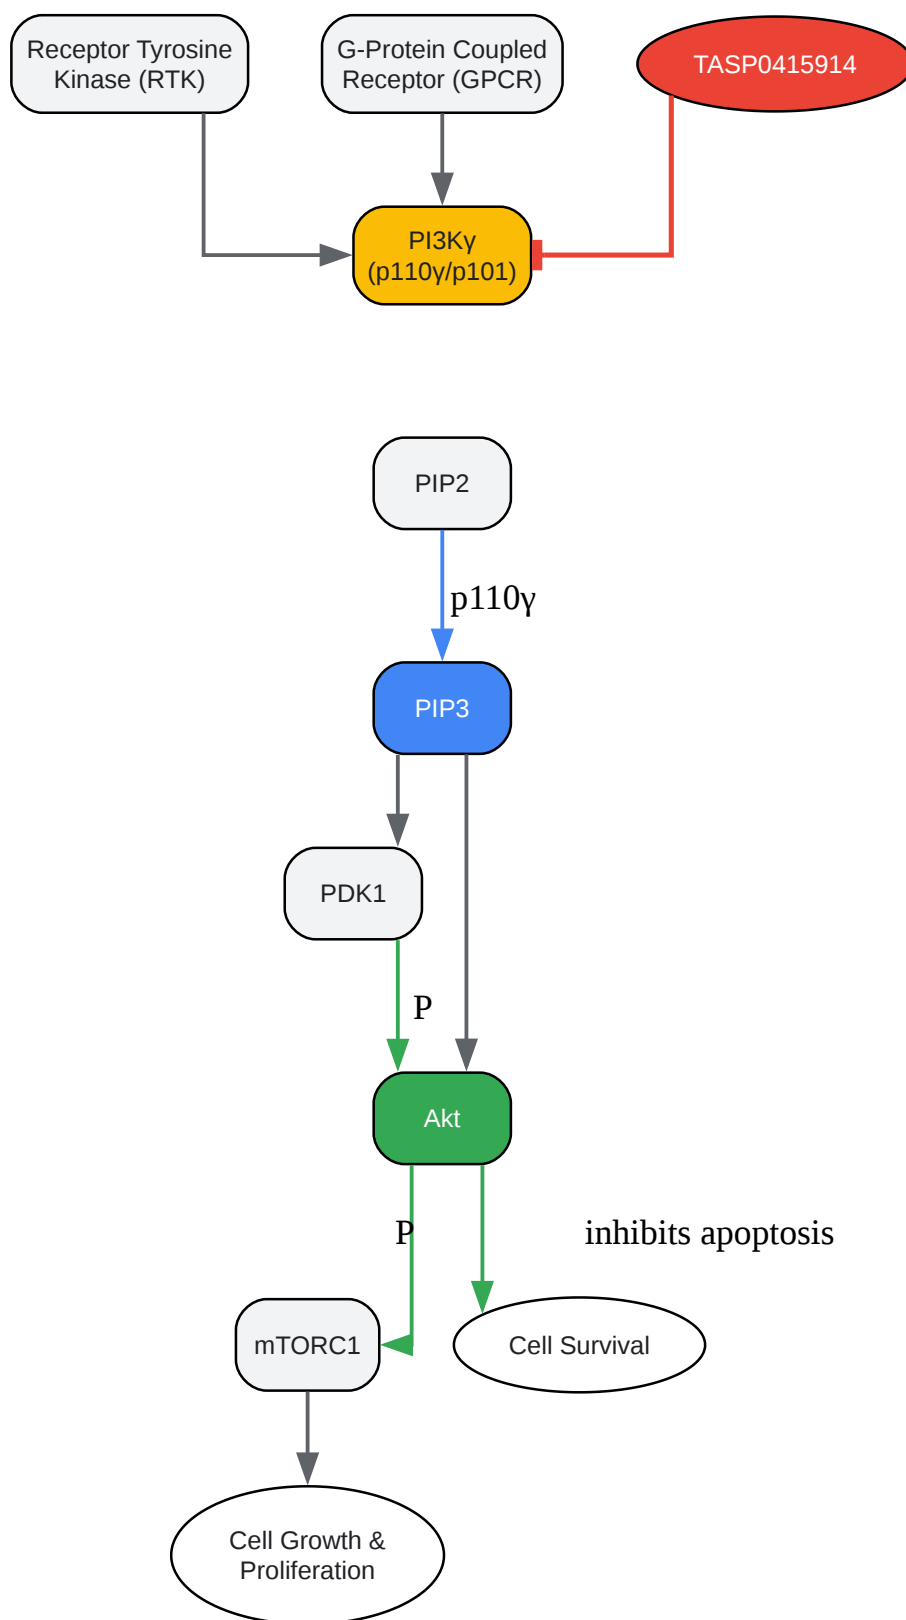 Receptor Tyrosine
Kinase (RTK)
G-Protein Coupled
Receptor (GPCR)
TASP0415914
PI3Kγ
(p110γ/p101)
PIP2
p110γ
PIP3
PDK1
P
Akt
P
inhibits apoptosis
mTORC1
Cell Survival
Cell Growth &
Proliferation